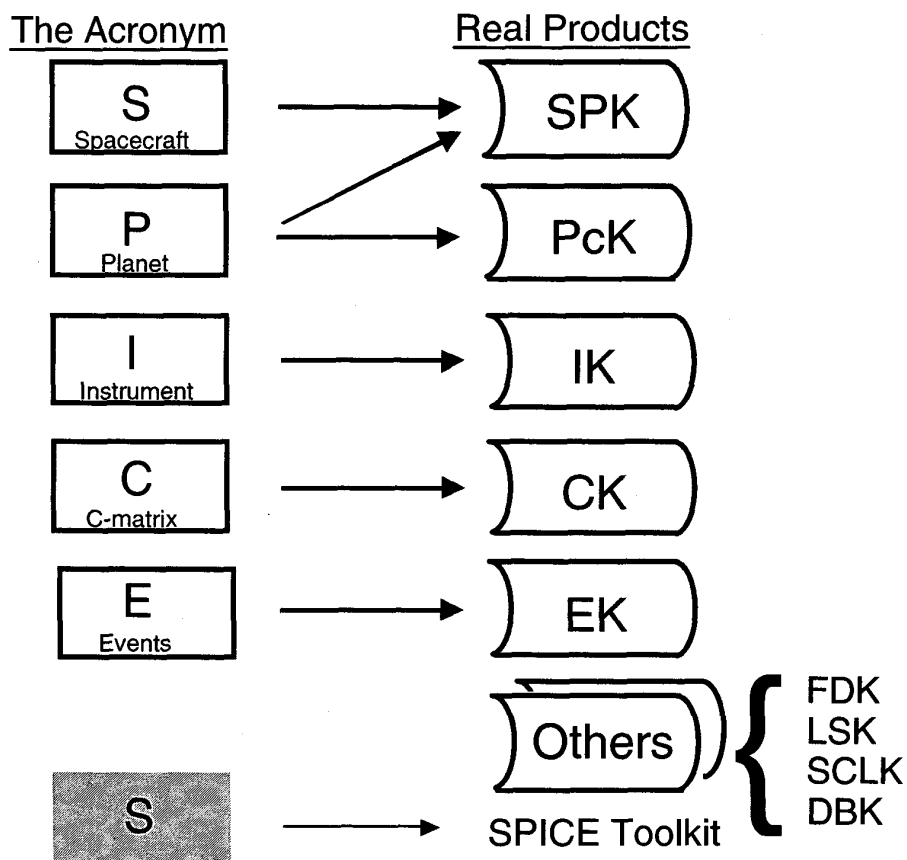 The Acronym
Real Products
S
Spacecraft
SPK
P
Planet
PcK
I
Instrument
IK
C
C-matrix
CK
E
Events
EK
Others
FDK
LSK
SCLK
DBK
S
SPICE Toolkit